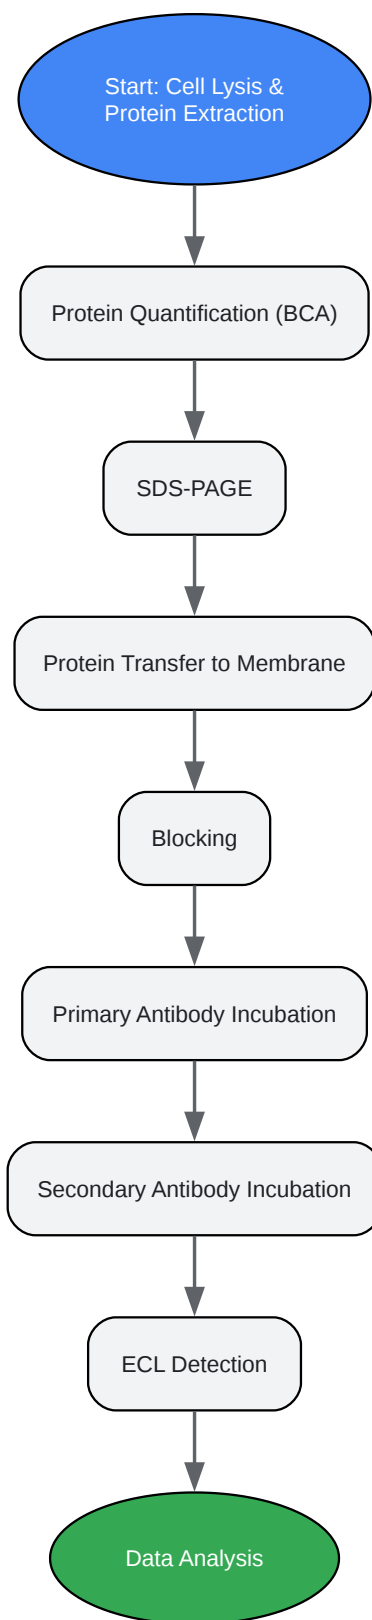 Start: Cell Lysis &
Protein Extraction
Protein Quantification (BCA)
SDS-PAGE
Protein Transfer to Membrane
Blocking
Primary Antibody Incubation
Secondary Antibody Incubation
ECL Detection
Data Analysis